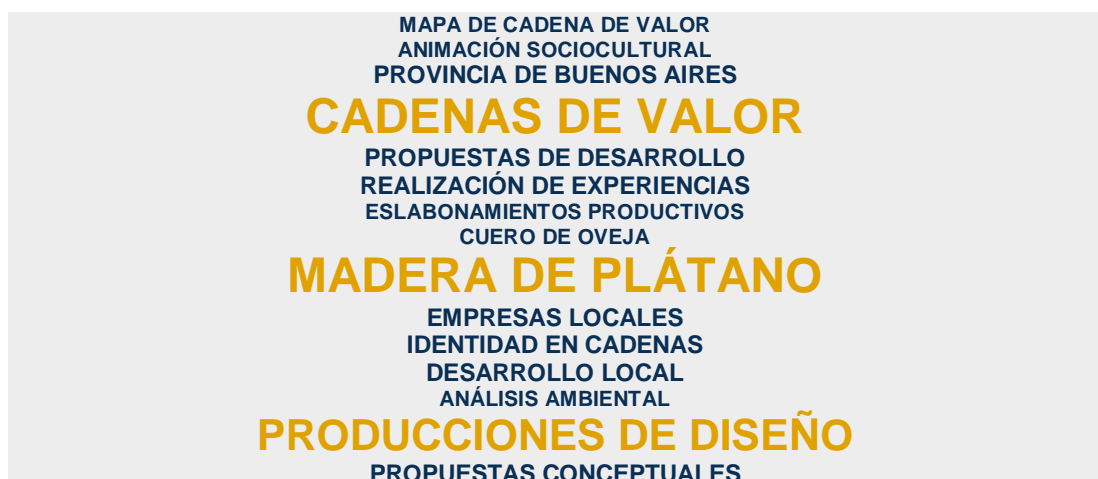 MAPA DE CADENA DE VALOR
ANIMACIÓN SOCIOCULTURAL
PROVINCIA DE BUENOS AIRES
CADENAS DE VALOR
PROPUESTAS DE DESARROLLO
REALIZACIÓN DE EXPERIENCIAS
ESLABONAMIENTOS PRODUCTIVOS
CUERO DE OVEJA
MADERA DE PLÁTANO
EMPRESAS LOCALES
IDENTIDAD EN CADENAS
DESARROLLO LOCAL
ANÁLISIS AMBIENTAL
PRODUCCIONES DE DISEÑO
PROPUESTAS CONCEPTUALES